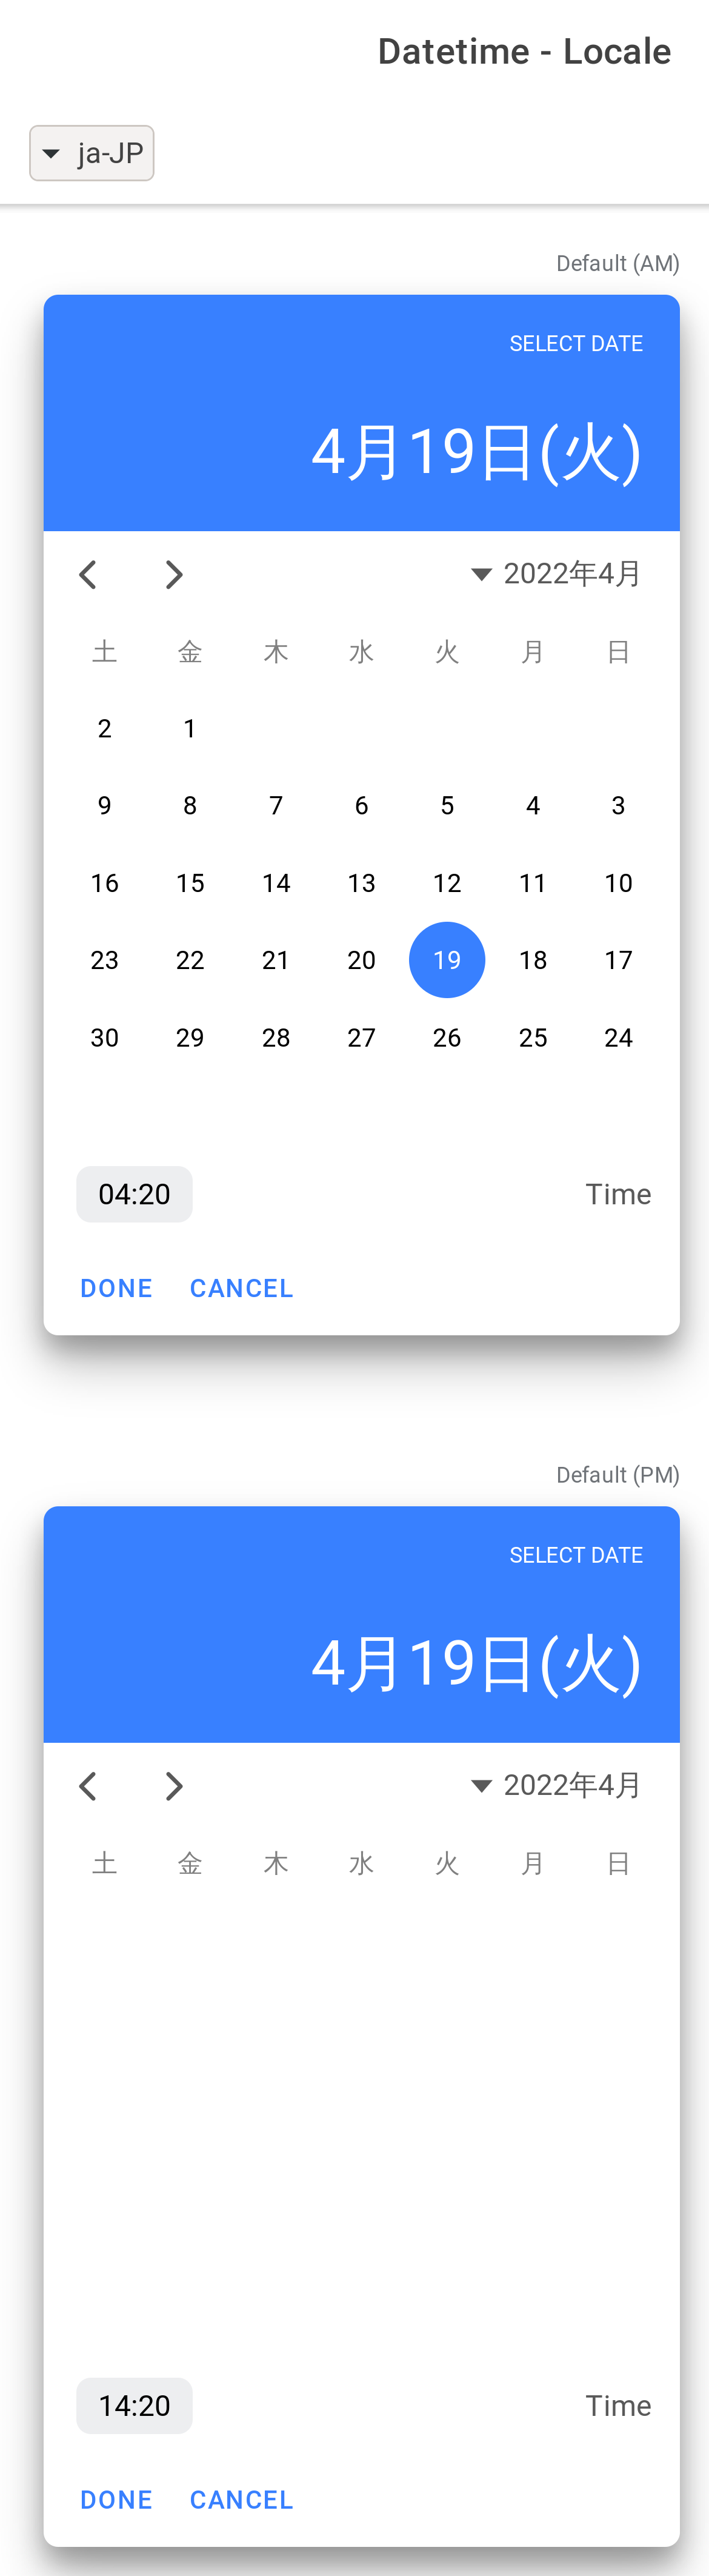 Datetime - Locale
ja-JP
Default (AM)
SELECT DATE
4月19日(火)
2022年4月
土 金 木 水 火 月 日
2 1
9 8 7 6 5 4 3
16 15 14 13 12 11 10
23 22 21 20 19 18 17
30 29 28 27 26 25 24
04:20 Time
DONE CANCEL
Default (PM)
SELECT DATE
4月19日(火)
2022年4月
土 金 木 水 火 月 日
14:20 Time
DONE CANCEL